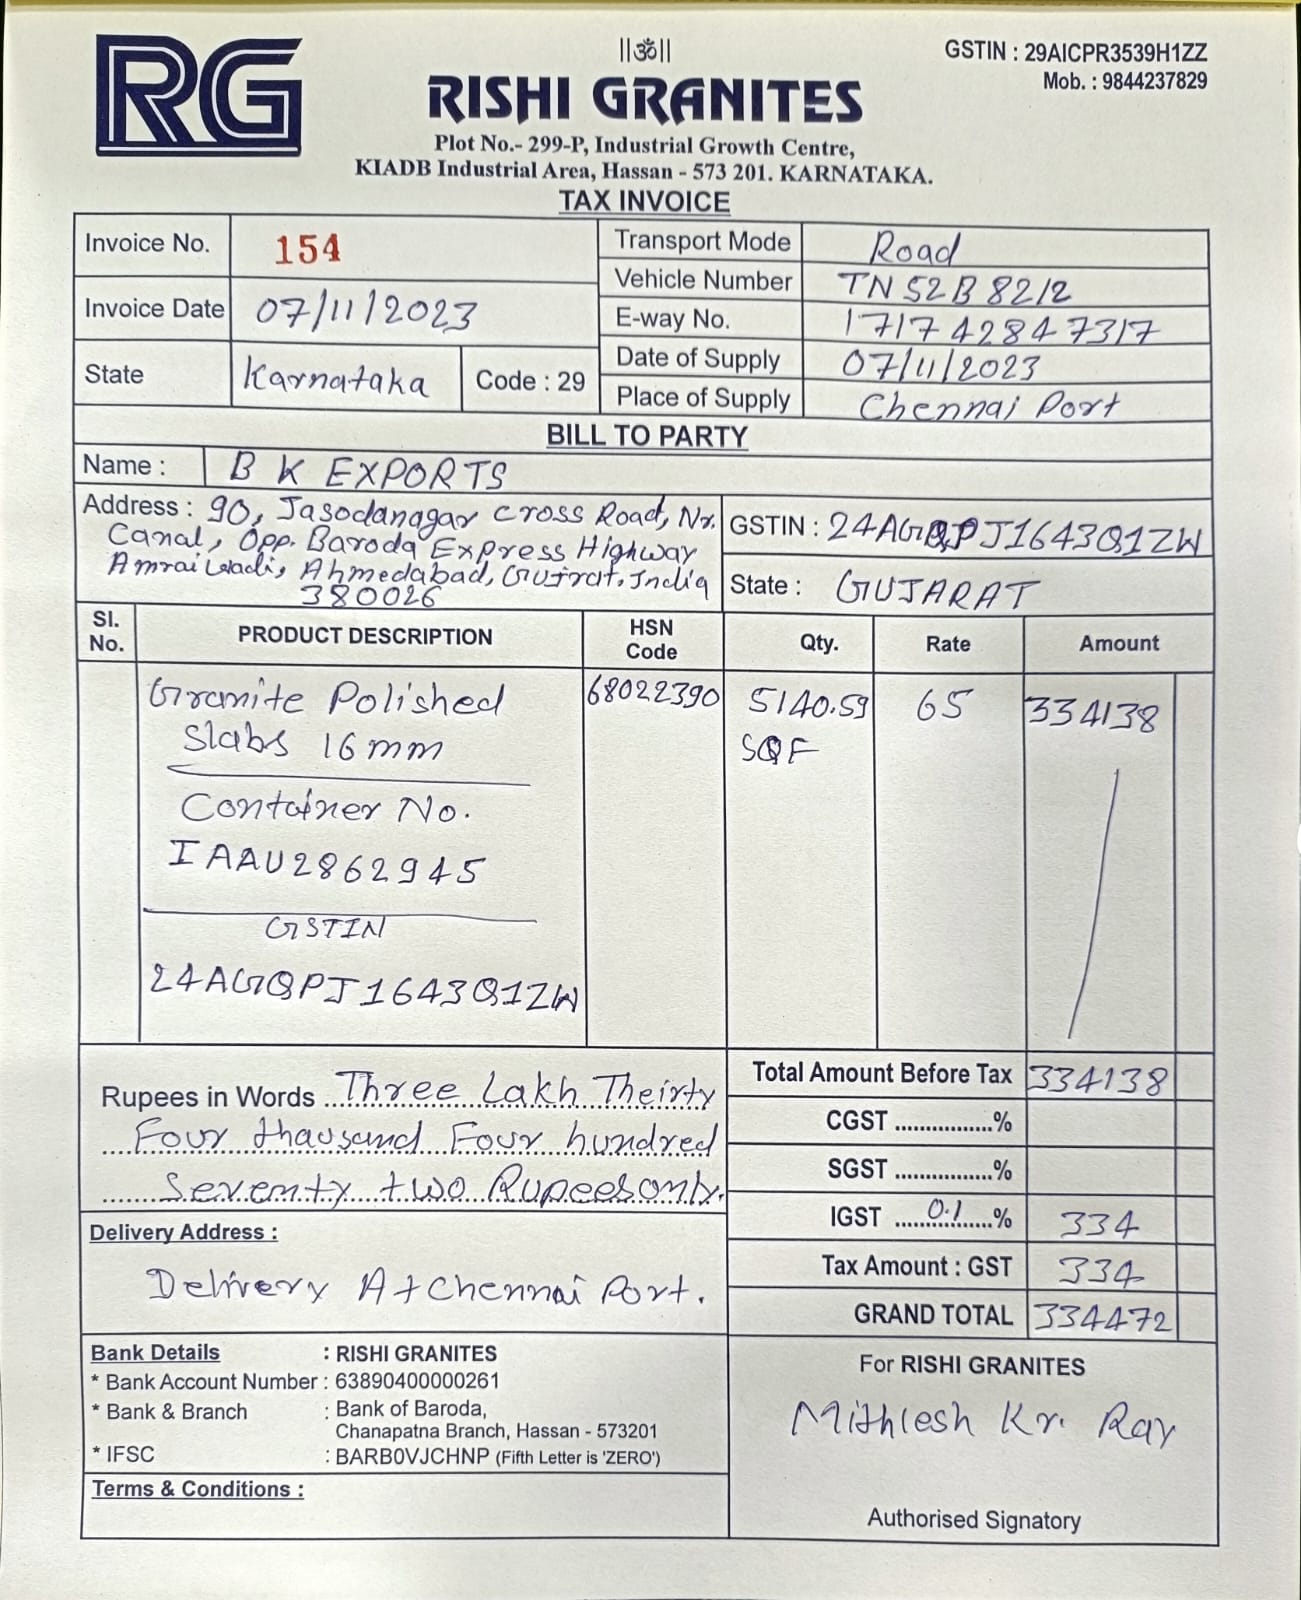 RG
||ॐ||
GSTIN : 29AICPR3539H1ZZ
Mob. : 9844237829
RISHI GRANITES
Plot No.- 299-P, Industrial Growth Centre,
KIADB Industrial Area, Hassan - 573 201. KARNATAKA.
TAX INVOICE
Invoice No. 154
Invoice Date 07/11/2023
State Karnataka Code : 29
Transport Mode Road
Vehicle Number TN 52 B 8212
E-way No. 171742847317
Date of Supply 07/11/2023
Place of Supply Chennai Port
BILL TO PARTY
Name : B K EXPORTS
Address : 90, Jasodanagar Cross Road, Nr.
Canal, Opp. Baroda Express Highway
Amraiwadi, Ahmedabad, Gujrat, India
380026
GSTIN : 24AGQPJ1643Q1ZW
State : GUJARAT
Sl. No. PRODUCT DESCRIPTION HSN Code Qty. Rate Amount
Granite Polished 68022390 5140.59 65 334138
Slabs 16mm SQF
Container No.
IAAU2862945
GSTIN
24AGQPJ1643Q1ZW
Rupees in Words Three Lakh Theirty
Four thausand Four hundred
Seventy two Rupees only.
Total Amount Before Tax 334138
CGST ................%
SGST ................%
IGST ......0.1......% 334
Tax Amount : GST 334
GRAND TOTAL 334472
Delivery Address :
Delivery At Chennai Port.
Bank Details : RISHI GRANITES
* Bank Account Number : 63890400000261
* Bank & Branch : Bank of Baroda,
Chanapatna Branch, Hassan - 573201
* IFSC : BARB0VJCHNP (Fifth Letter is 'ZERO')
Terms & Conditions :
For RISHI GRANITES
Mithlesh Kr. Ray
Authorised Signatory